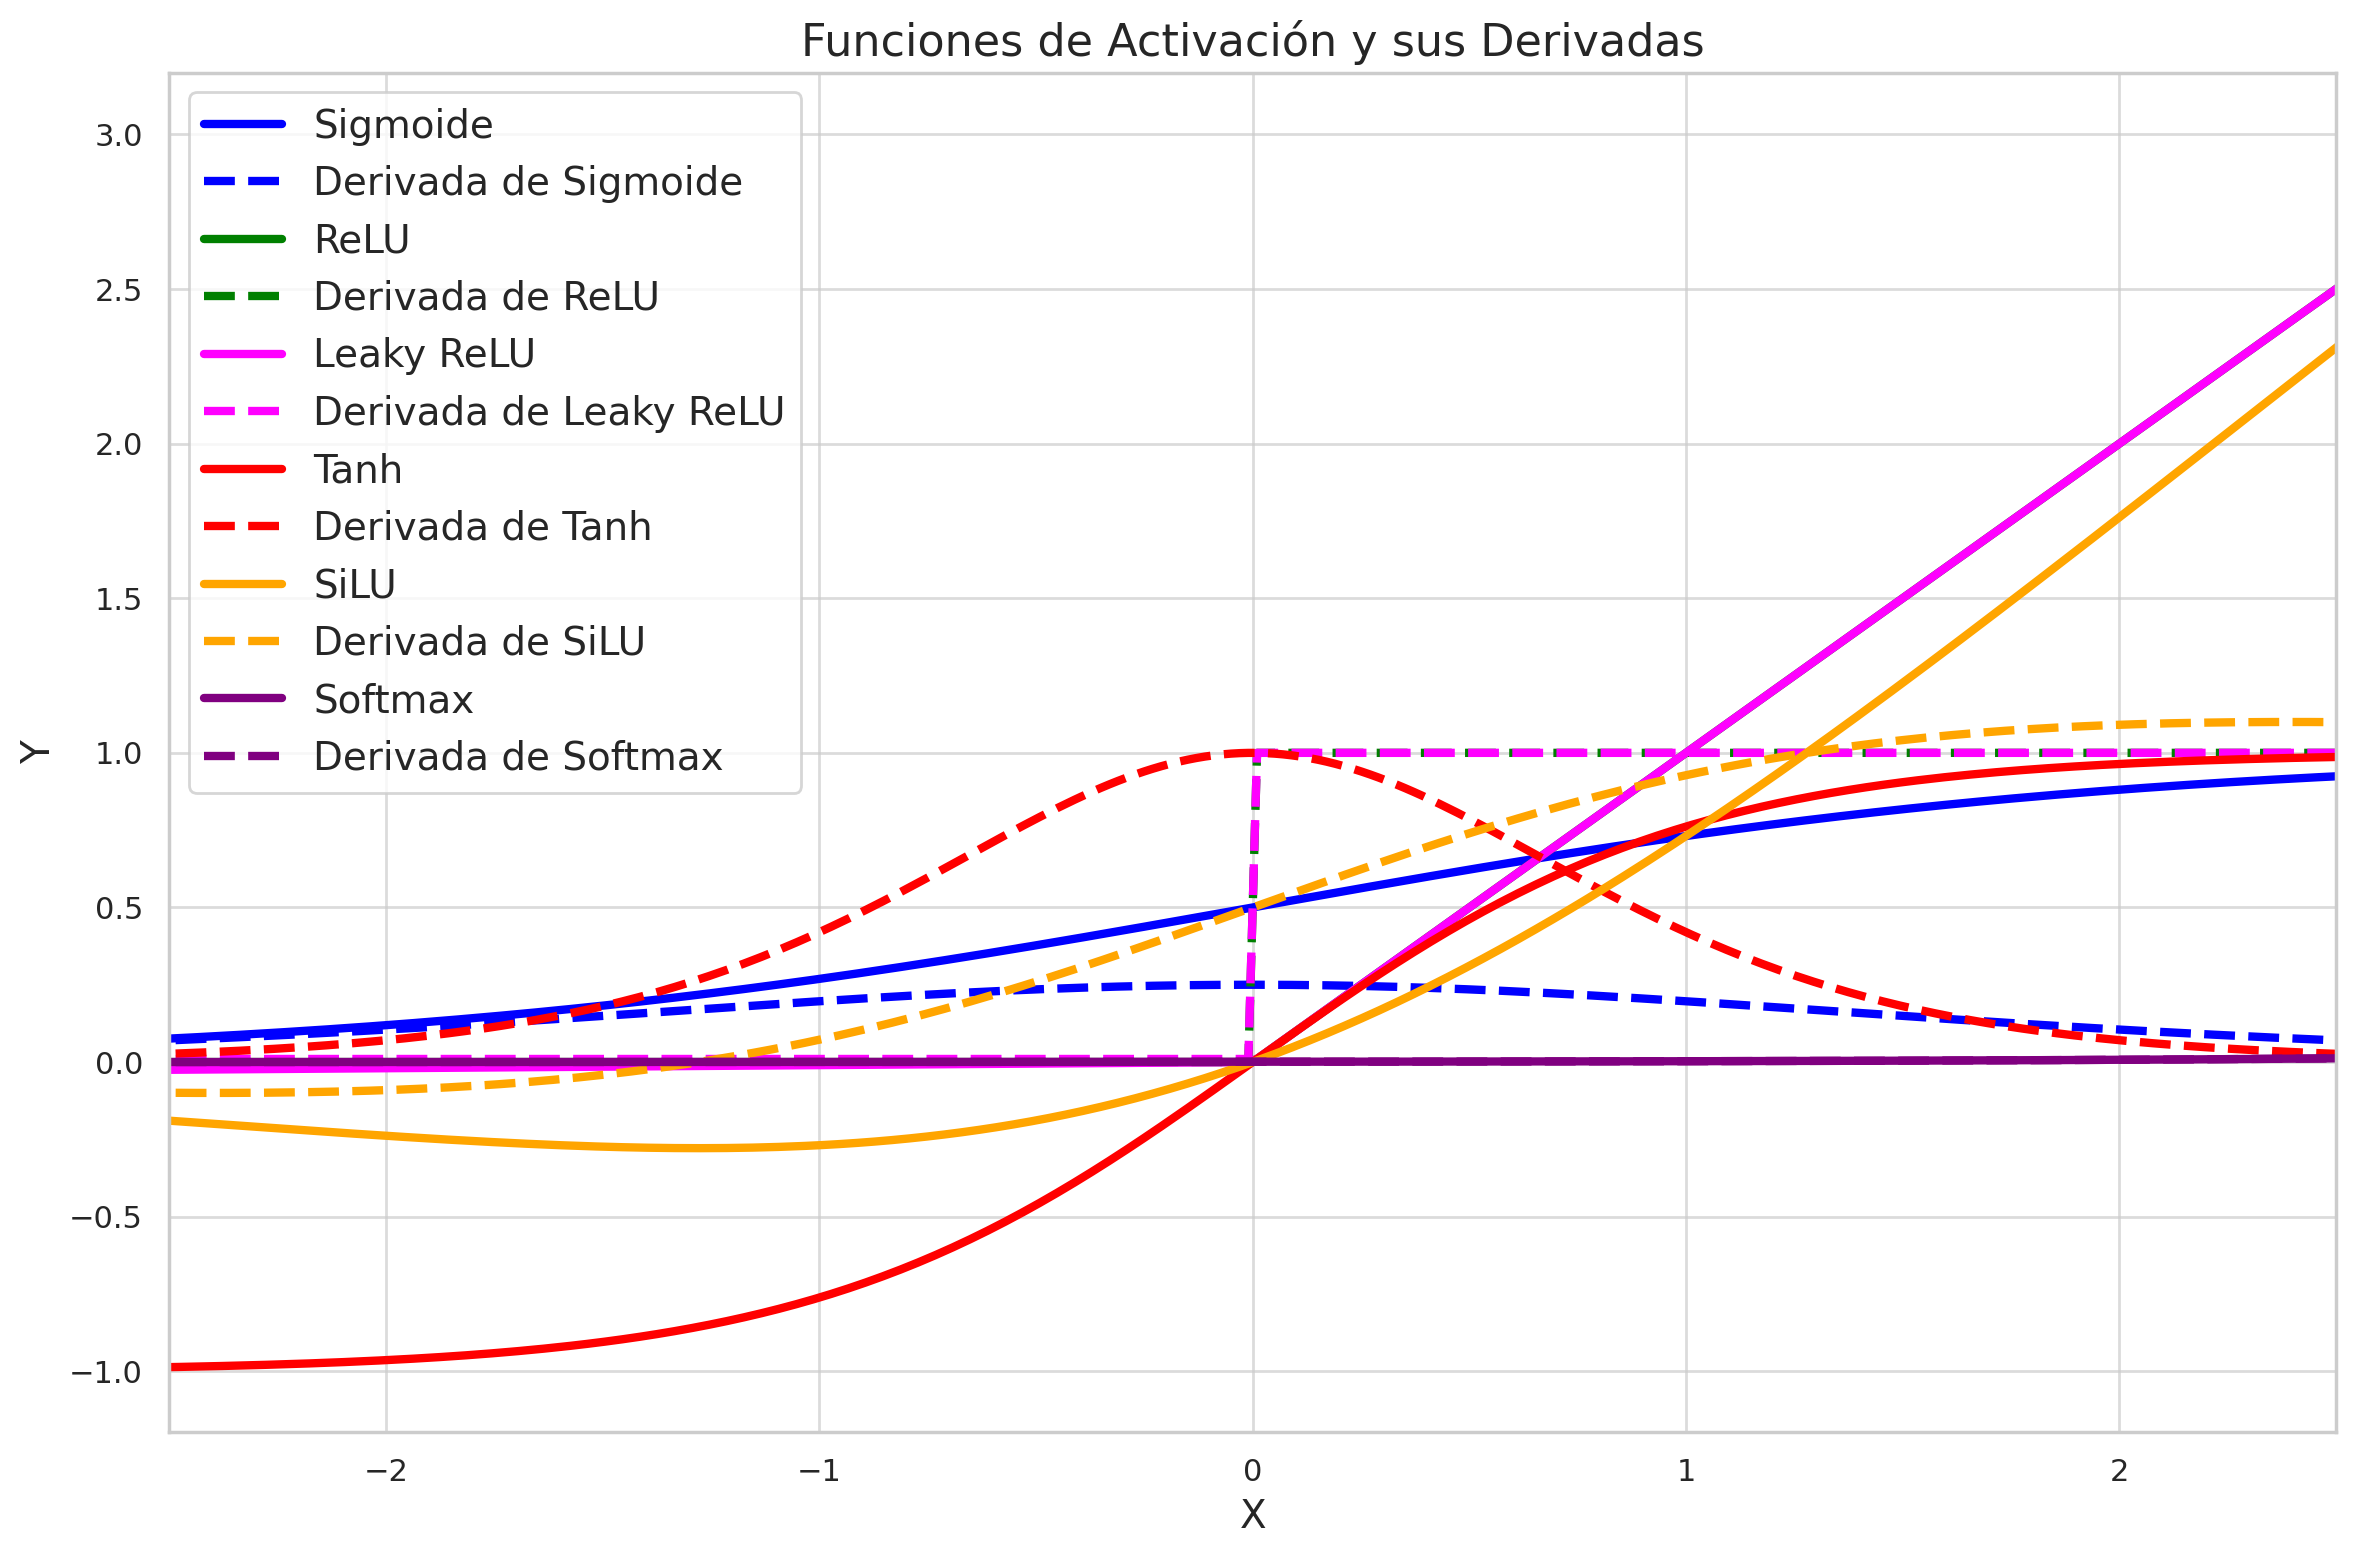 Funciones de Activación y sus Derivadas
Sigmoide
Derivada de Sigmoide
ReLU
Derivada de ReLU
Leaky ReLU
Derivada de Leaky ReLU
Tanh
Derivada de Tanh
SiLU
Derivada de SiLU
Softmax
Derivada de Softmax
Y
3.0
2.5
2.0
1.5
1.0
0.5
0.0
−0.5
−1.0
−2 −1 0 1 2
X